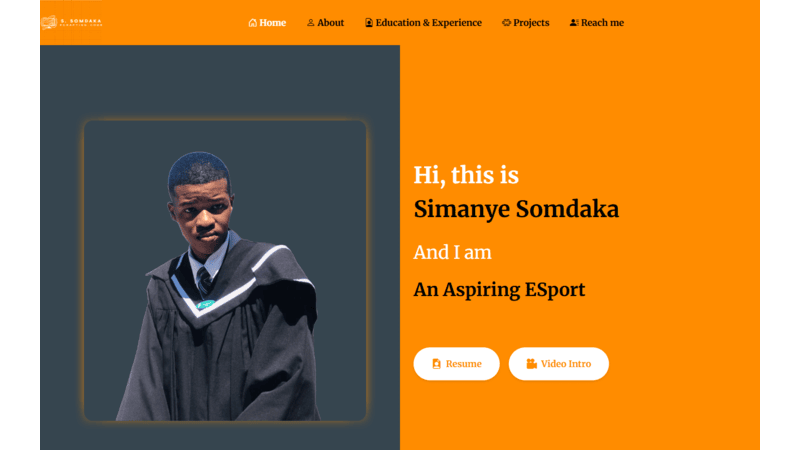 S. SOMDAKA
Home
About
Education & Experience
Projects
Reach me
Hi, this is
Simanye Somdaka
And I am
An Aspiring ESport
Resume
Video Intro